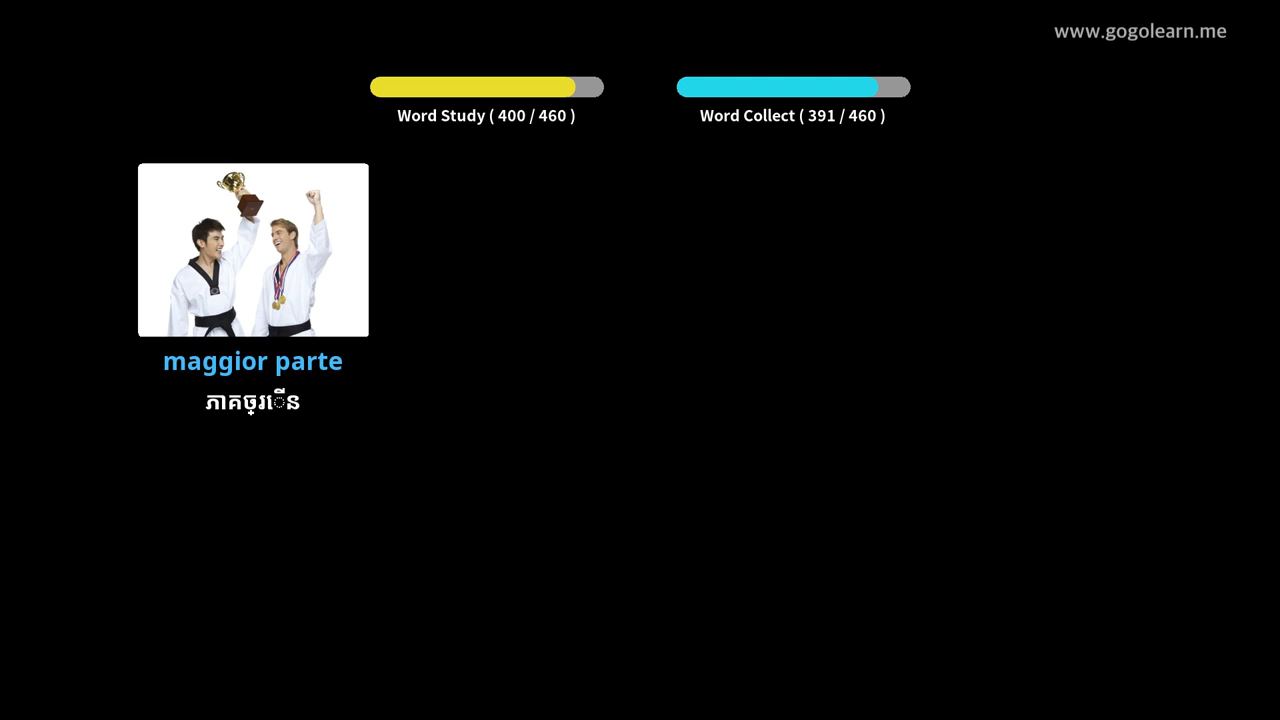 www.gogolearn.me
Word Study ( 400 / 460 )
Word Collect ( 391 / 460 )
maggior parte
ភាគច្រើន